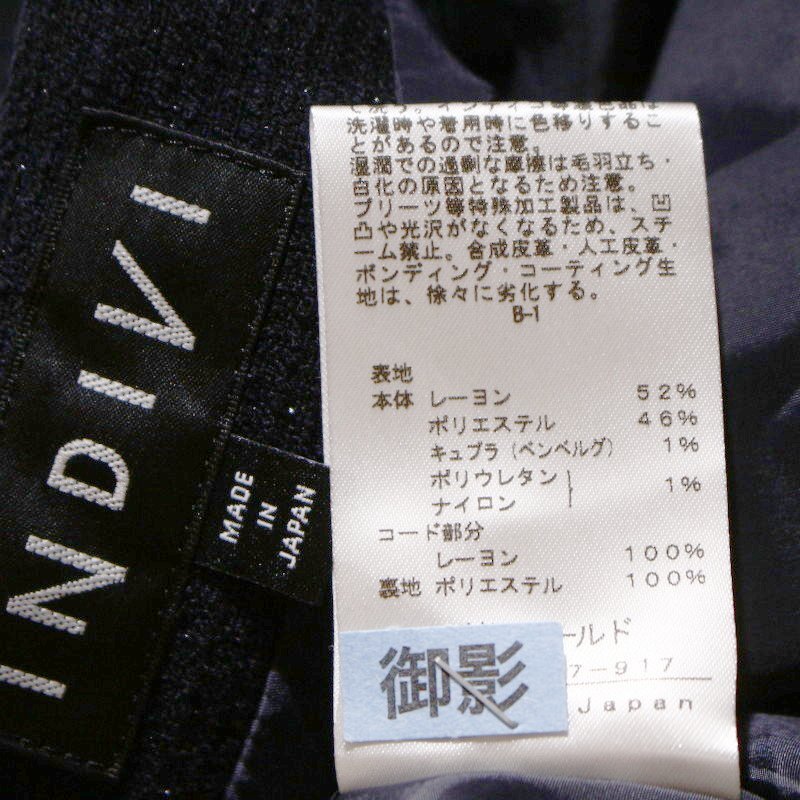 INDIVI
MADE
IN
JAPAN
洗濯時や着用時に色移りするこ
とがあるので注意。
湿潤での過剰な摩擦は毛羽立ち・
白化の原因となるため注意。
プリーツ等特殊加工製品は、凹
凸や光沢がなくなるため、スチ
ーム禁止。合成皮革・人工皮革・
ボンディング・コーティング生
地は、徐々に劣化する。
B-1
表地
本体 レーヨン 52%
ポリエステル 46%
キュプラ(ベンベルグ) 1%
ポリウレタン
ナイロン } 1%
コード部分
レーヨン 100%
裏地 ポリエステル 100%
ールド
7-917
Japan
御影